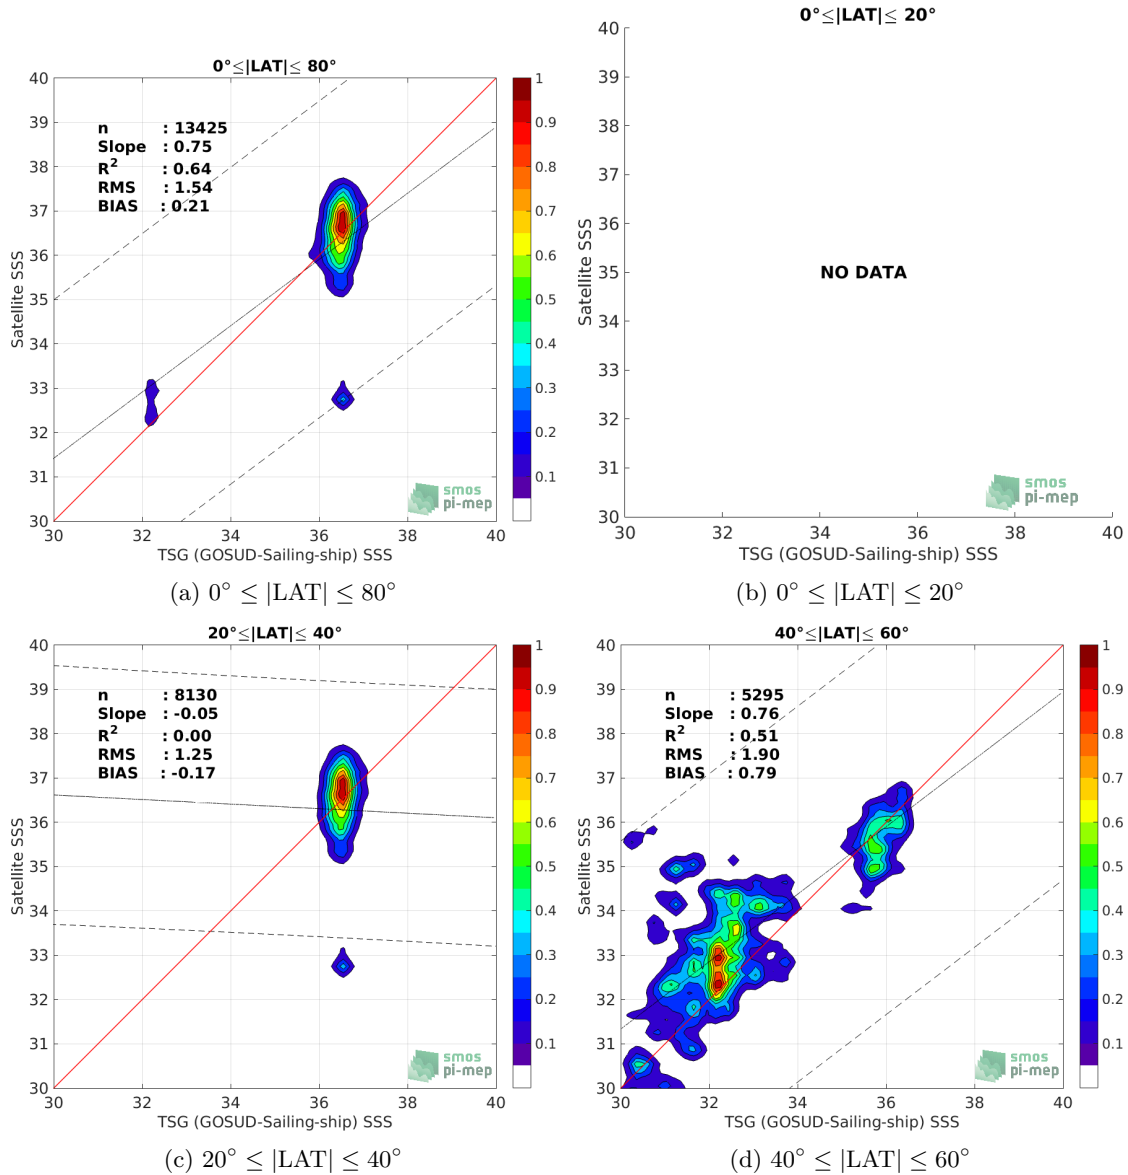 0°≤|LAT|≤ 80°
n : 13425
Slope : 0.75
R² : 0.64
RMS : 1.54
BIAS : 0.21
40
39
38
37
36
35
34
33
32
31
30
Satellite SSS
30 32 34 36 38 40
TSG (GOSUD-Sailing-ship) SSS
1
0.9
0.8
0.7
0.6
0.5
0.4
0.3
0.2
0.1
smos
pi-mep
(a) 0° ≤ |LAT| ≤ 80°
0°≤|LAT|≤ 20°
40
39
38
37
36
35
34
33
32
31
30
Satellite SSS
NO DATA
30 32 34 36 38 40
TSG (GOSUD-Sailing-ship) SSS
smos
pi-mep
(b) 0° ≤ |LAT| ≤ 20°
20°≤|LAT|≤ 40°
n : 8130
Slope : -0.05
R² : 0.00
RMS : 1.25
BIAS : -0.17
40
39
38
37
36
35
34
33
32
31
30
Satellite SSS
30 32 34 36 38 40
TSG (GOSUD-Sailing-ship) SSS
1
0.9
0.8
0.7
0.6
0.5
0.4
0.3
0.2
0.1
smos
pi-mep
(c) 20° ≤ |LAT| ≤ 40°
40°≤|LAT|≤ 60°
n : 5295
Slope : 0.76
R² : 0.51
RMS : 1.90
BIAS : 0.79
40
39
38
37
36
35
34
33
32
31
30
Satellite SSS
30 32 34 36 38 40
TSG (GOSUD-Sailing-ship) SSS
1
0.9
0.8
0.7
0.6
0.5
0.4
0.3
0.2
0.1
smos
pi-mep
(d) 40° ≤ |LAT| ≤ 60°